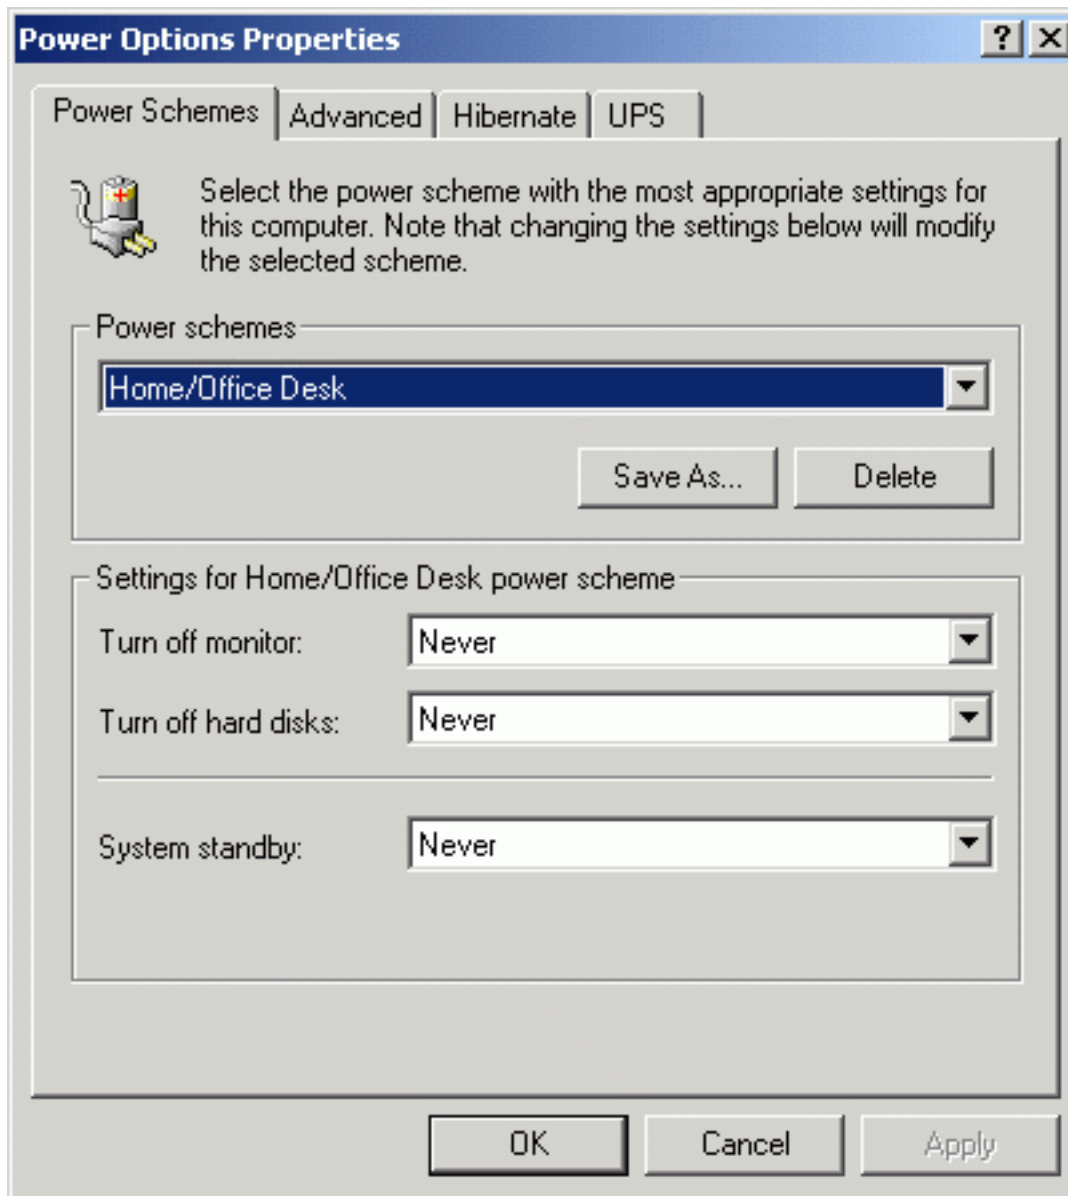 Power Options Properties
Power Schemes Advanced Hibernate UPS
Select the power scheme with the most appropriate settings for
this computer. Note that changing the settings below will modify
the selected scheme.
Power schemes
Home/Office Desk
Save As... Delete
Settings for Home/Office Desk power scheme
Turn off monitor: Never
Turn off hard disks: Never
System standby: Never
OK Cancel Apply